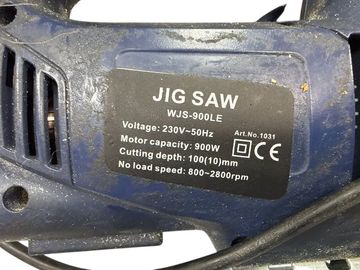 JIG SAW
WJS-900LE
Voltage: 230V~50Hz Art.No.1031
Motor capacity: 900W
Cutting depth: 100(10)mm CE
No load speed: 800~2800rpm